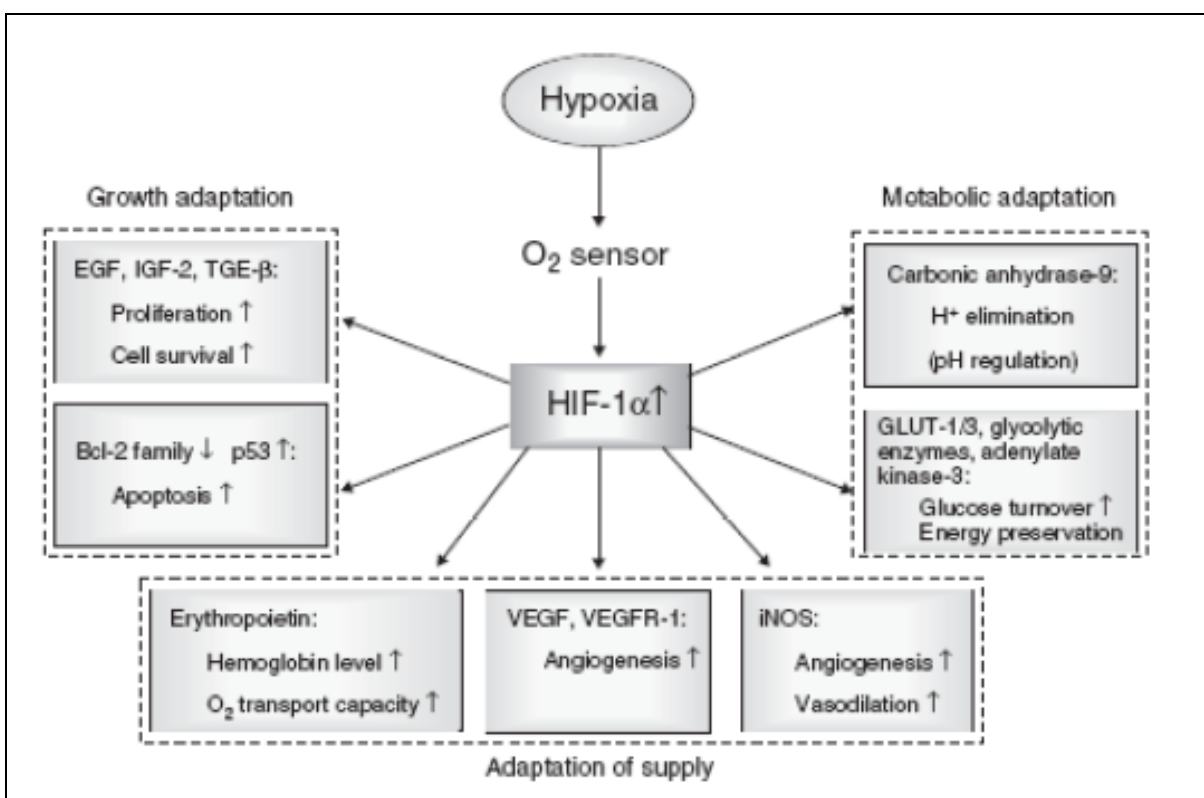 Hypoxia
O₂ sensor
HIF-1α↑
Growth adaptation
EGF, IGF-2, TGE-β:
Proliferation ↑
Cell survival ↑
Bcl-2 family ↓ p53 ↑:
Apoptosis ↑
Metabolic adaptation
Carbonic anhydrase-9:
H⁺ elimination
(pH regulation)
GLUT-1/3, glycolytic
enzymes, adenylate
kinase-3:
Glucose turnover ↑
Energy preservation
Erythropoietin:
Hemoglobin level ↑
O₂ transport capacity ↑
VEGF, VEGFR-1:
Angiogenesis ↑
iNOS:
Angiogenesis ↑
Vasodilation ↑
Adaptation of supply